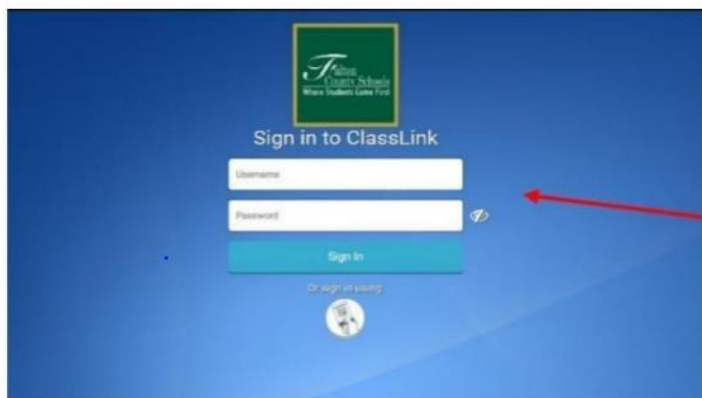 Fulton
County Schools
Where Students Come First
Sign in to ClassLink
Username
Password
Sign In
Or sign in using: